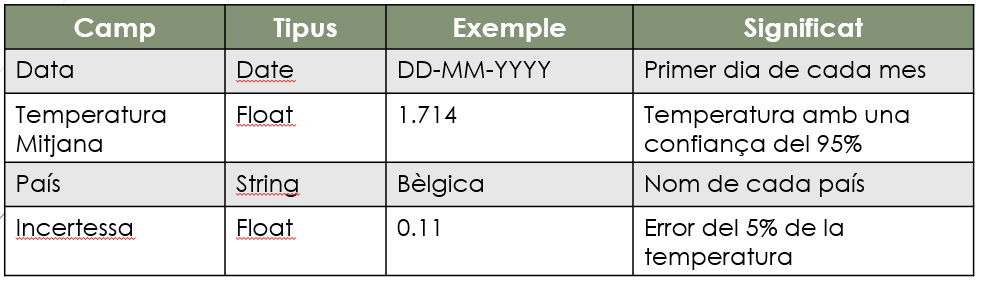 Camp Tipus Exemple Significat
Data Date DD-MM-YYYY Primer dia de cada mes
Temperatura Float 1.714 Temperatura amb una
Mitjana confiança del 95%
País String Bèlgica Nom de cada país
Incertessa Float 0.11 Error del 5% de la
temperatura